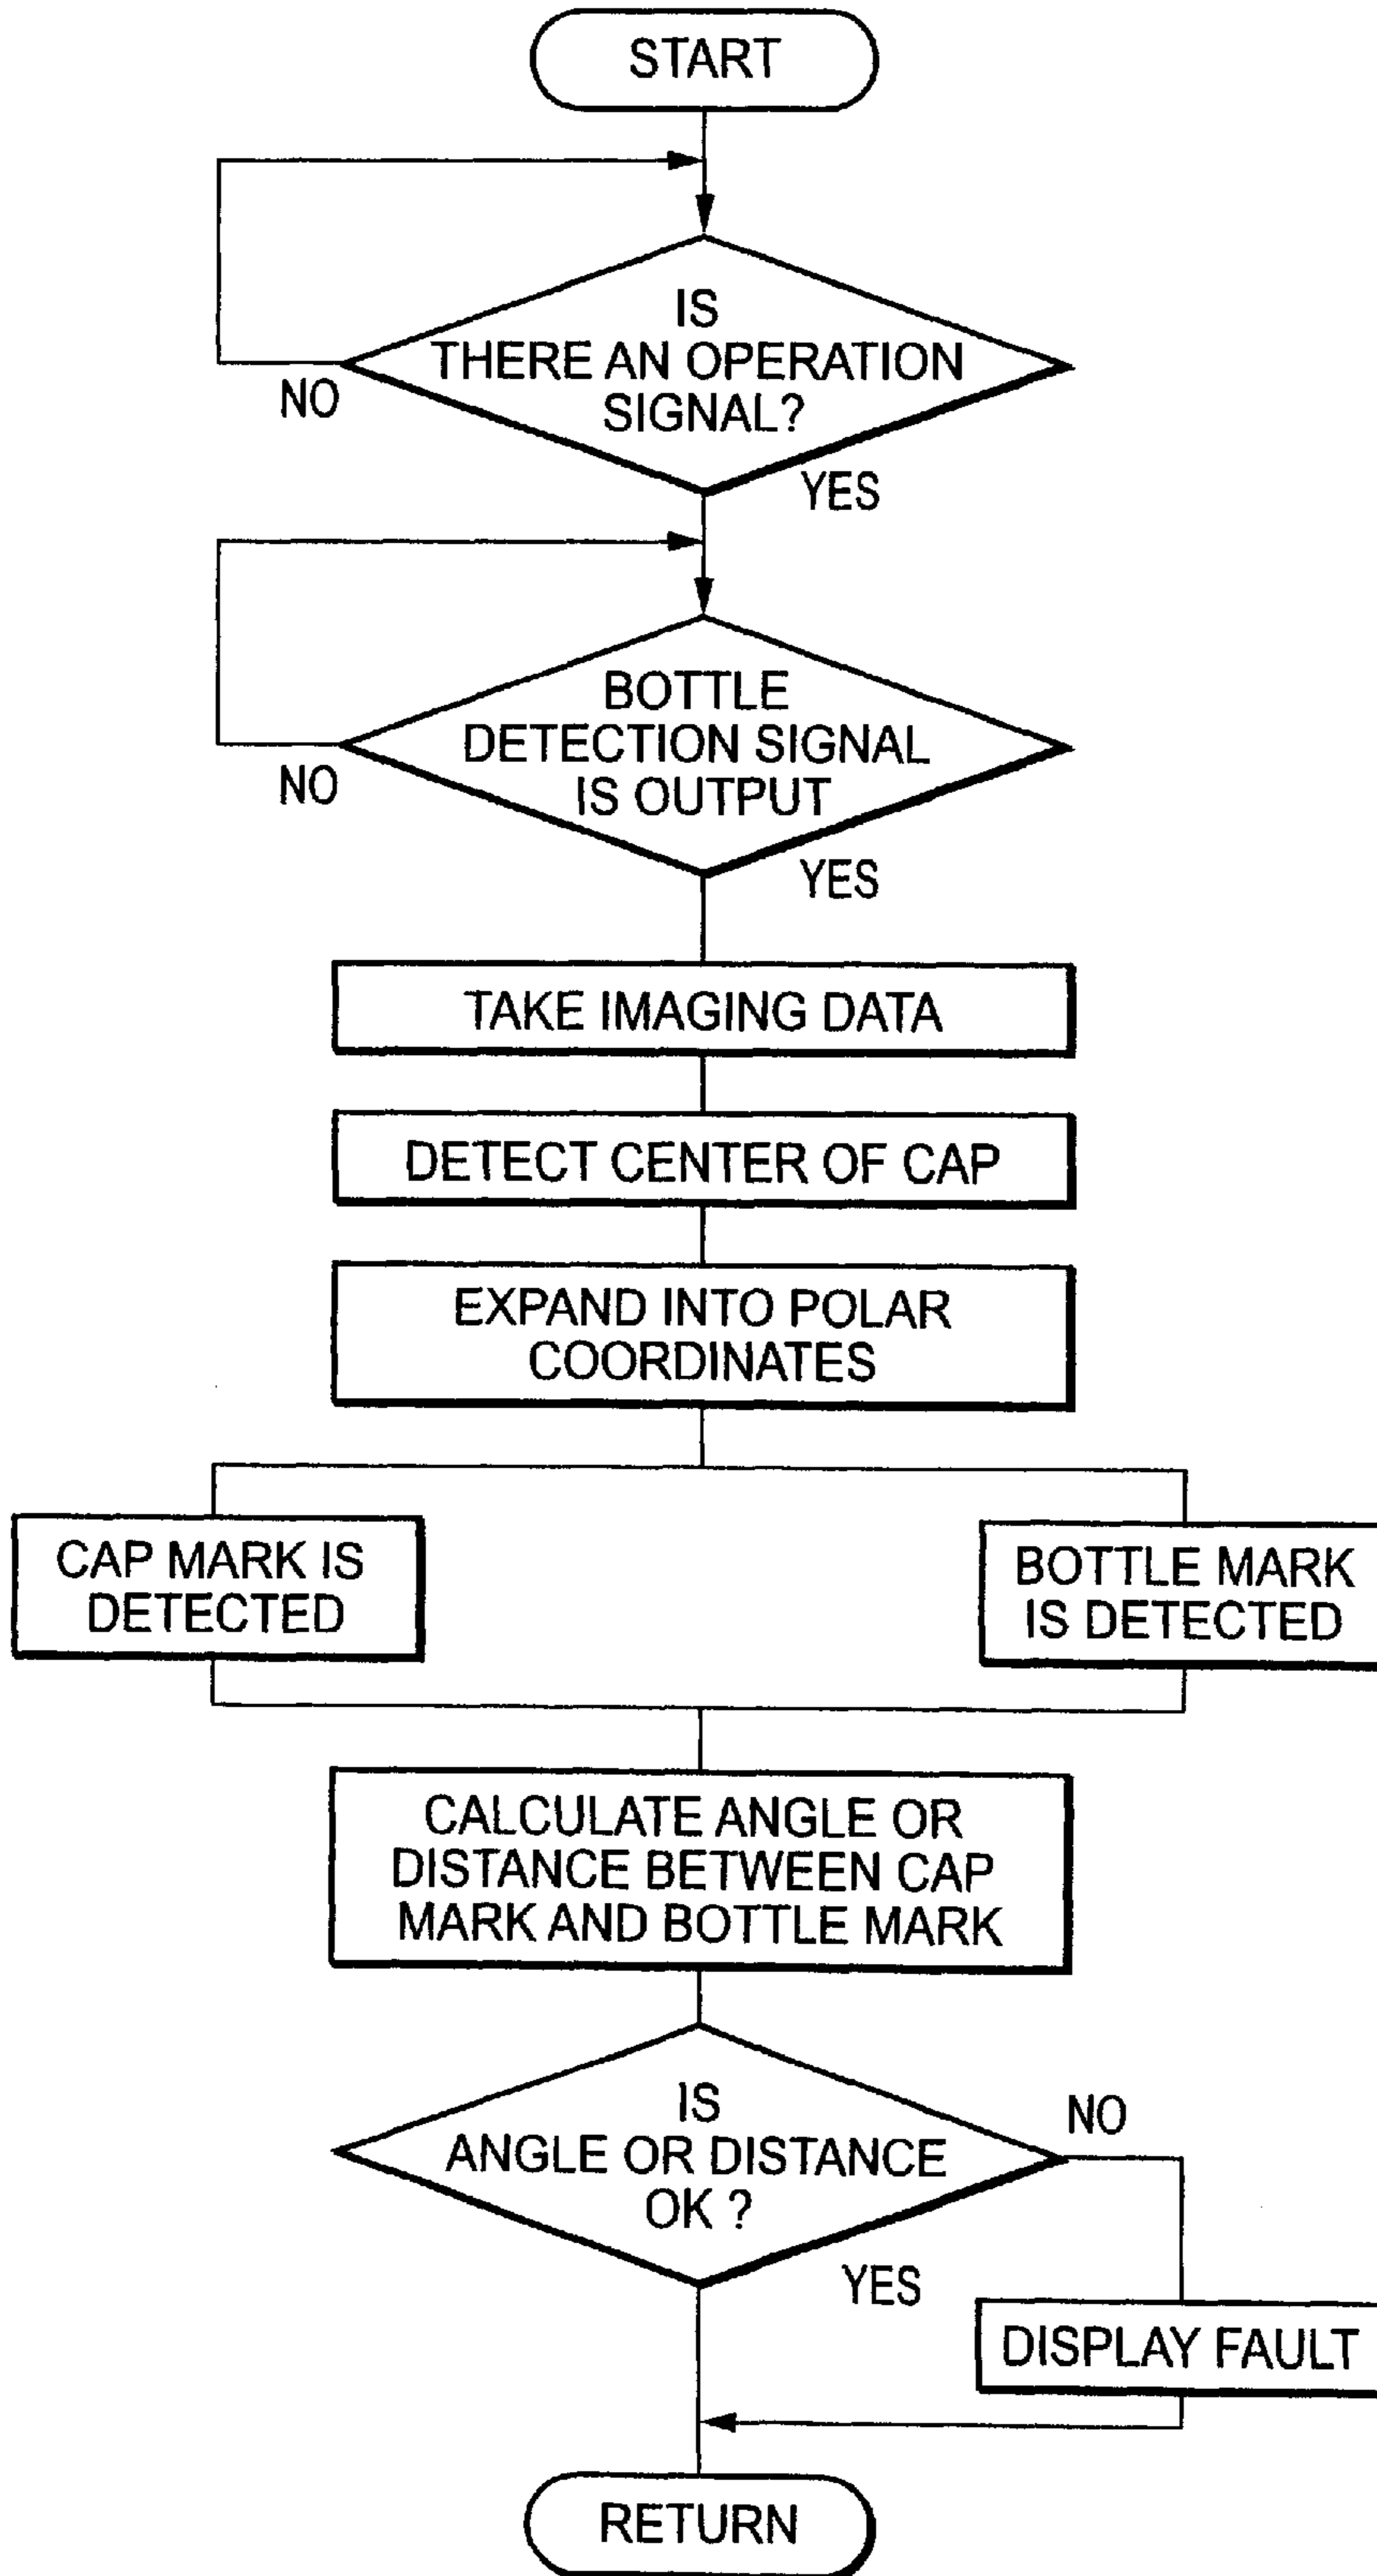 START
IS
THERE AN OPERATION
SIGNAL?
NO
YES
BOTTLE
DETECTION SIGNAL
IS OUTPUT
NO
YES
TAKE IMAGING DATA
DETECT CENTER OF CAP
EXPAND INTO POLAR
COORDINATES
CAP MARK IS
DETECTED
BOTTLE MARK
IS DETECTED
CALCULATE ANGLE OR
DISTANCE BETWEEN CAP
MARK AND BOTTLE MARK
IS
ANGLE OR DISTANCE
OK ?
NO
YES
DISPLAY FAULT
RETURN